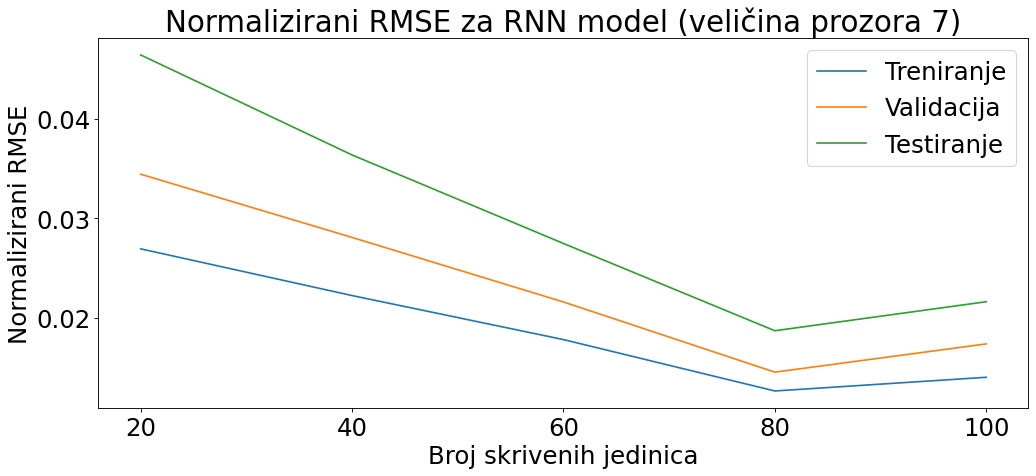 Normalizirani RMSE za RNN model (veličina prozora 7)
Treniranje
Validacija
Testiranje
Normalizirani RMSE
0.04
0.03
0.02
20 40 60 80 100
Broj skrivenih jedinica